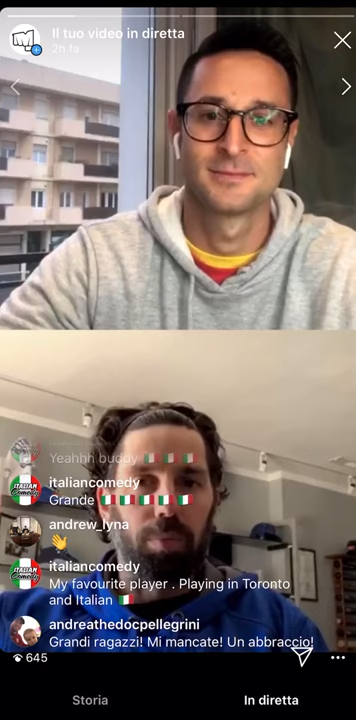 Il tuo video in diretta
2h fa
Yeahhh buddy 🇮🇹 🇮🇹 🇮🇹
italiancomedy
Grande 🇮🇹 🇮🇹 🇮🇹 🇮🇹 🇮🇹
andrew_lyna
👋
italiancomedy
My favourite player . Playing in Toronto
and Italian 🇮🇹
andreathedocpellegrini
Grandi ragazzi! Mi mancate! Un abbraccio!
645
Storia
In diretta